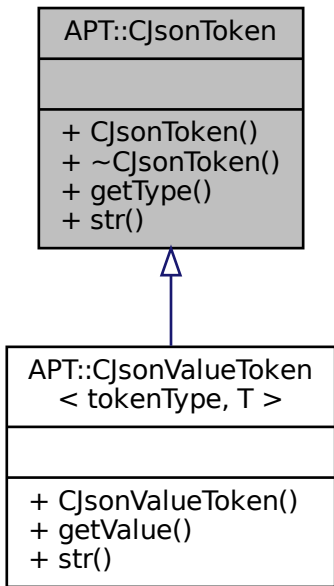 APT::CJsonToken
+ CJsonToken()
+ ~CJsonToken()
+ getType()
+ str()
APT::CJsonValueToken
< tokenType, T >
+ CJsonValueToken()
+ getValue()
+ str()